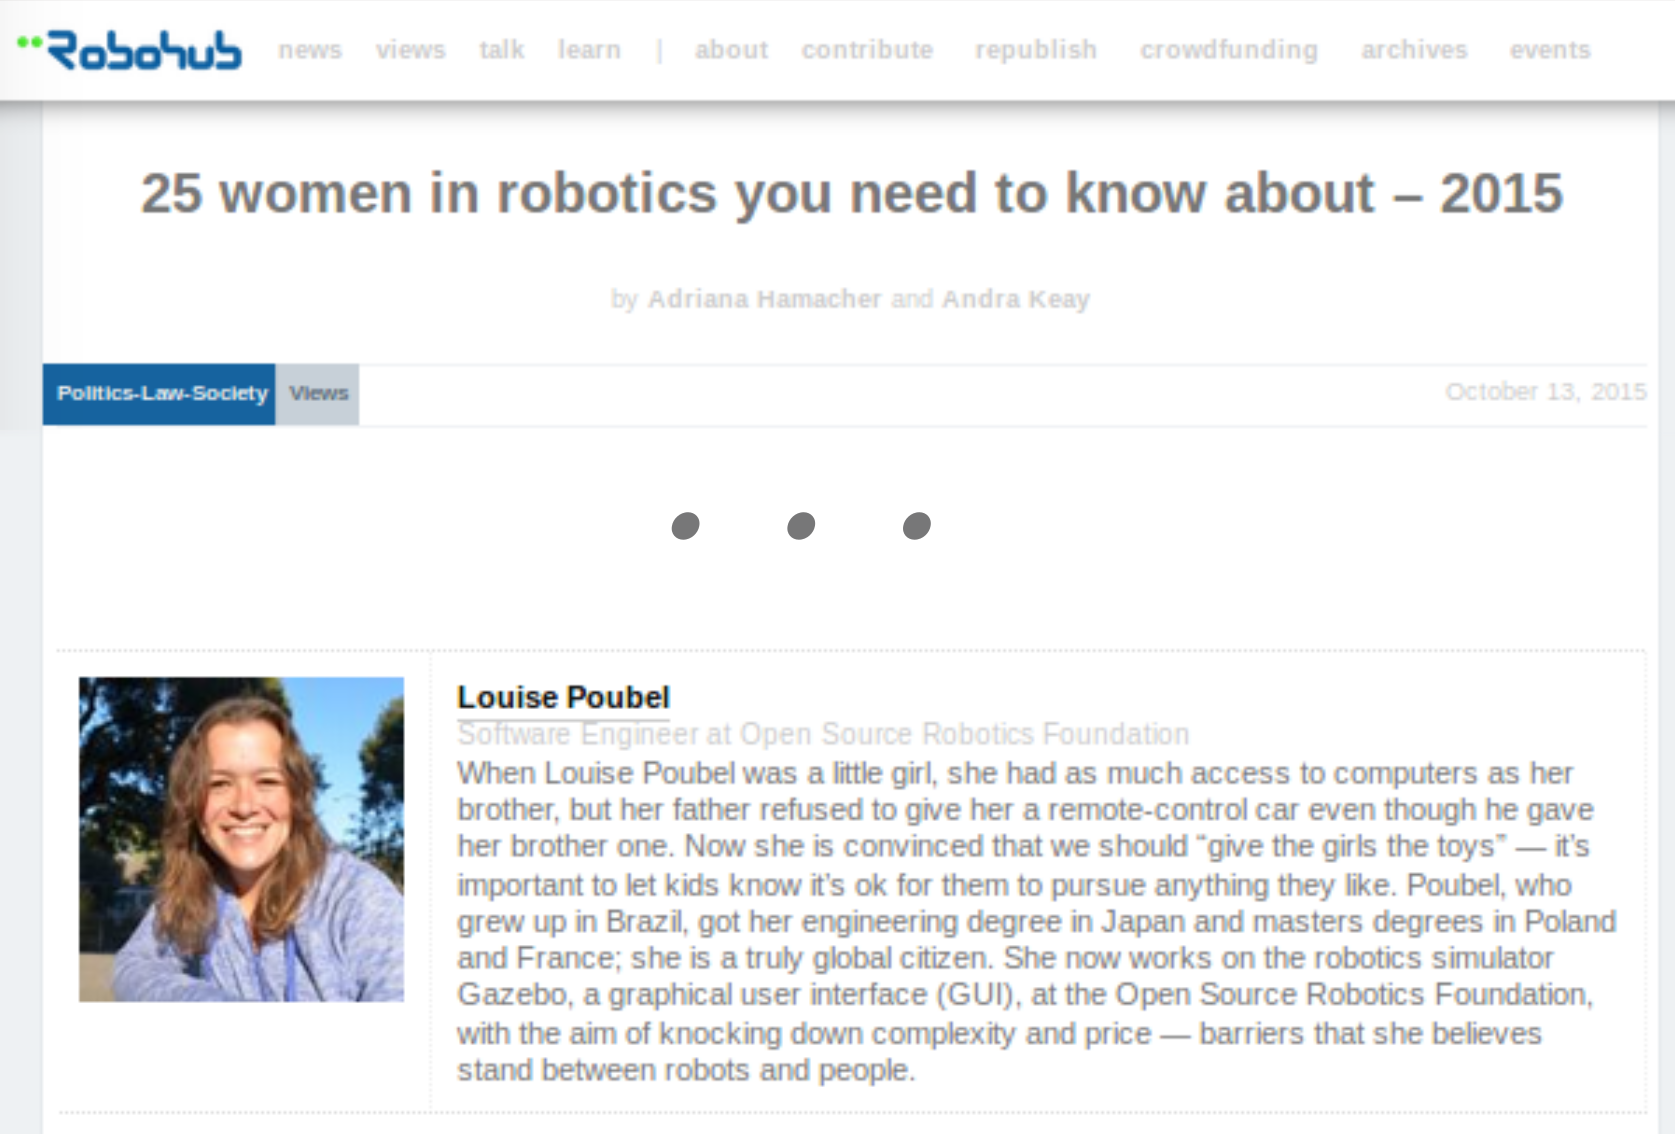 Robohub news views talk learn | about contribute republish crowdfunding archives events
25 women in robotics you need to know about – 2015
by Adriana Hamacher and Andra Keay
Politics-Law-Society Views October 13, 2015
Louise Poubel
Software Engineer at Open Source Robotics Foundation
When Louise Poubel was a little girl, she had as much access to computers as her
brother, but her father refused to give her a remote-control car even though he gave
her brother one. Now she is convinced that we should “give the girls the toys” — it’s
important to let kids know it’s ok for them to pursue anything they like. Poubel, who
grew up in Brazil, got her engineering degree in Japan and masters degrees in Poland
and France; she is a truly global citizen. She now works on the robotics simulator
Gazebo, a graphical user interface (GUI), at the Open Source Robotics Foundation,
with the aim of knocking down complexity and price — barriers that she believes
stand between robots and people.